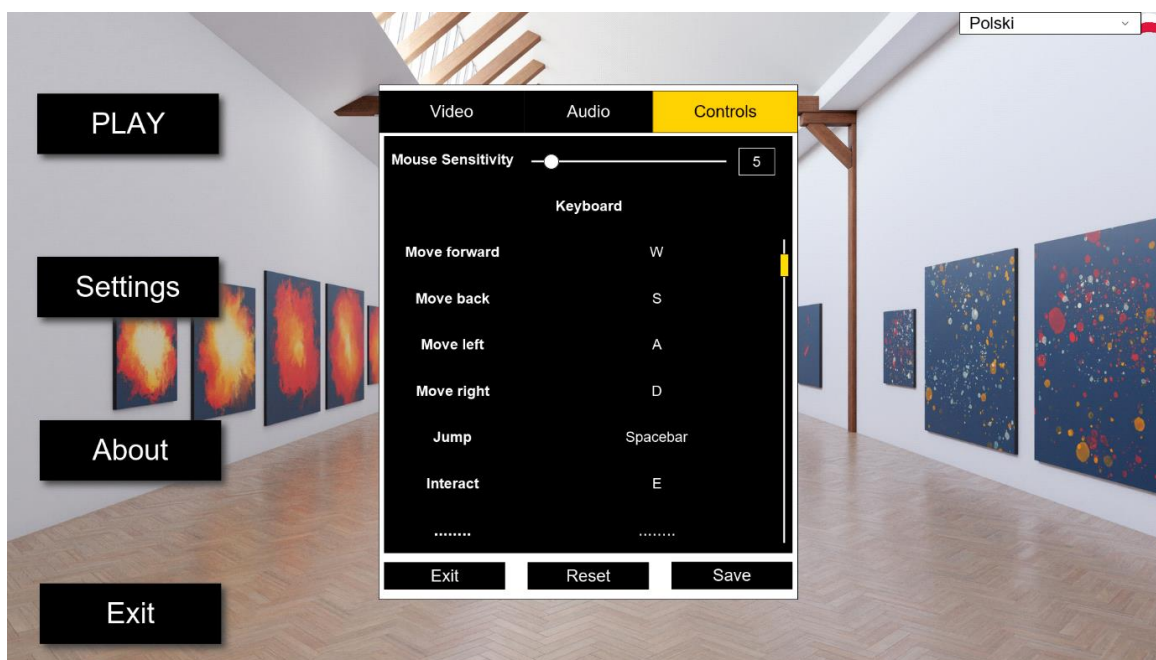 Polski
PLAY
Settings
About
Exit
Video Audio Controls
Mouse Sensitivity 5
Keyboard
Move forward W
Move back S
Move left A
Move right D
Jump Spacebar
Interact E
........ ........
Exit Reset Save